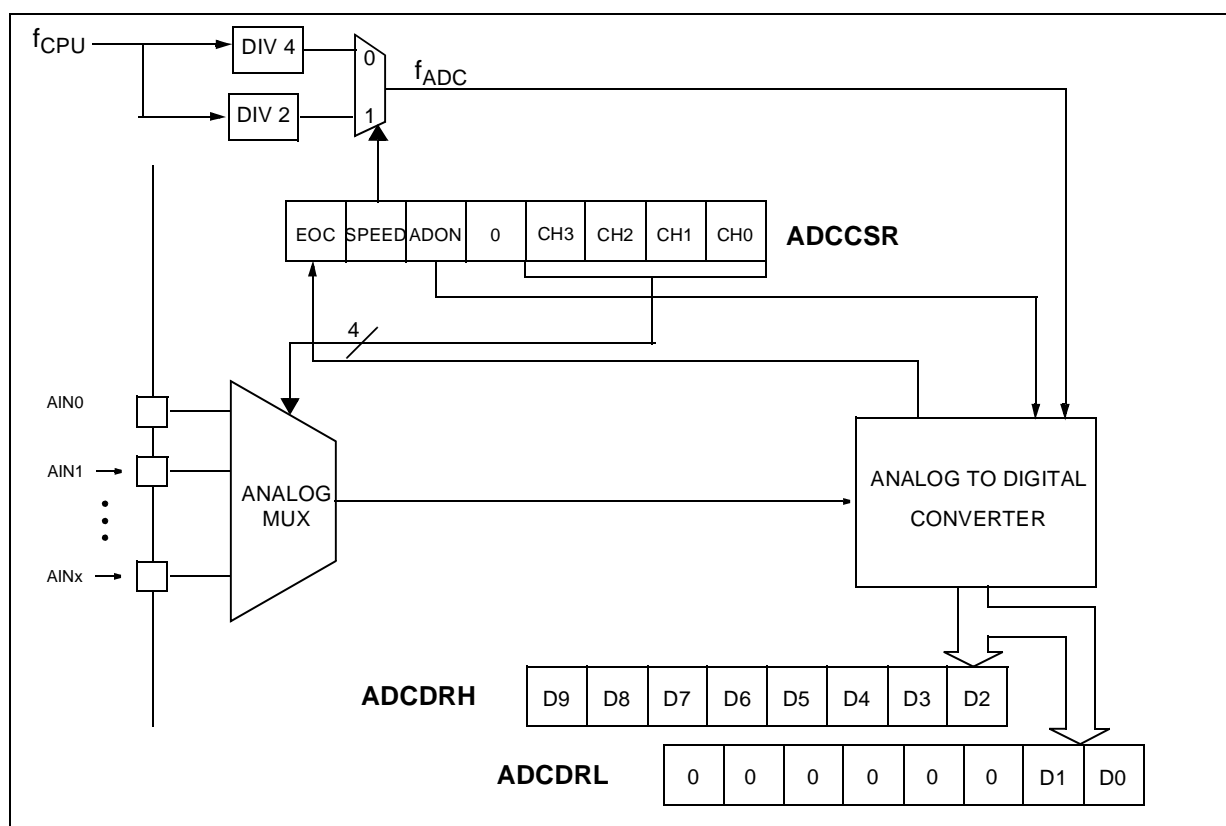 fCPU
DIV 4
0
fADC
DIV 2
1
EOC SPEED ADON 0 CH3 CH2 CH1 CH0 ADCCSR
4
AIN0
AIN1
ANALOG
MUX
ANALOG TO DIGITAL
CONVERTER
AINx
ADCDRH D9 D8 D7 D6 D5 D4 D3 D2
ADCDRL 0 0 0 0 0 0 D1 D0